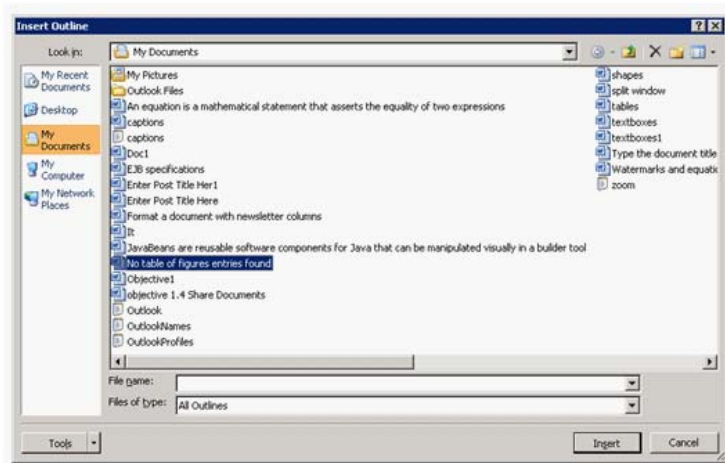 Insert Outline
Look in:
My Documents
My Recent
Documents
Desktop
My
Documents
My
Computer
My Network
Places
My Pictures
Outlook Files
An equation is a mathematical statement that asserts the equality of two expressions
captions
captions
Doc1
EJB specifications
Enter Post Title Her1
Enter Post Title Here
Format a document with newsletter columns
It
JavaBeans are reusable software components for Java that can be manipulated visually in a builder tool
No table of figures entries found
Objective1
objective 1.4 Share Documents
Outlook
OutlookNames
OutlookProfiles
shapes
split window
tables
textboxes
textboxes1
Type the document title
Watermarks and equatic
zoom
File name:
Files of type:
All Outlines
Tools
Insert
Cancel